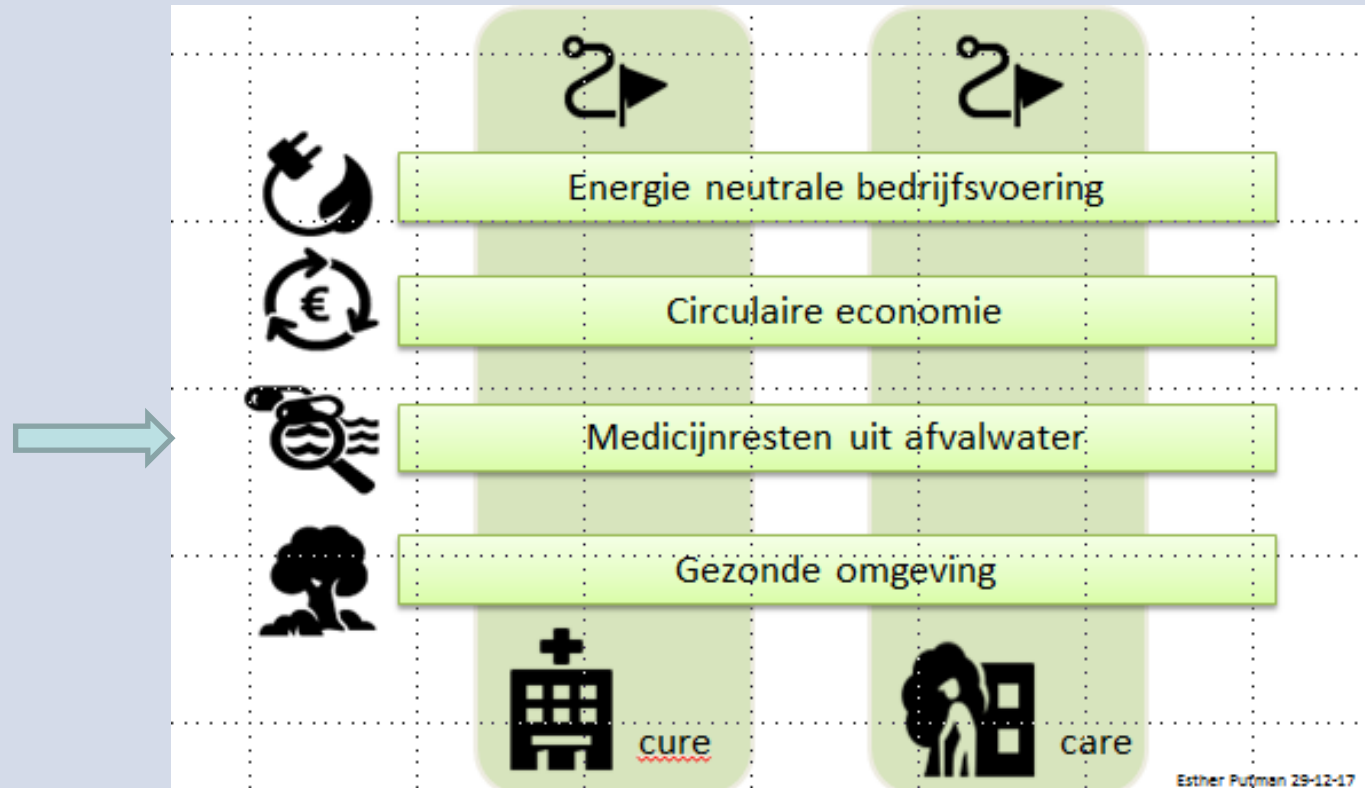 Energie neutrale bedrijfsvoering
€
Circulaire economie
Medicijnresten uit afvalwater
Gezonde omgeving
cure
care
Esther Putman 29-12-17